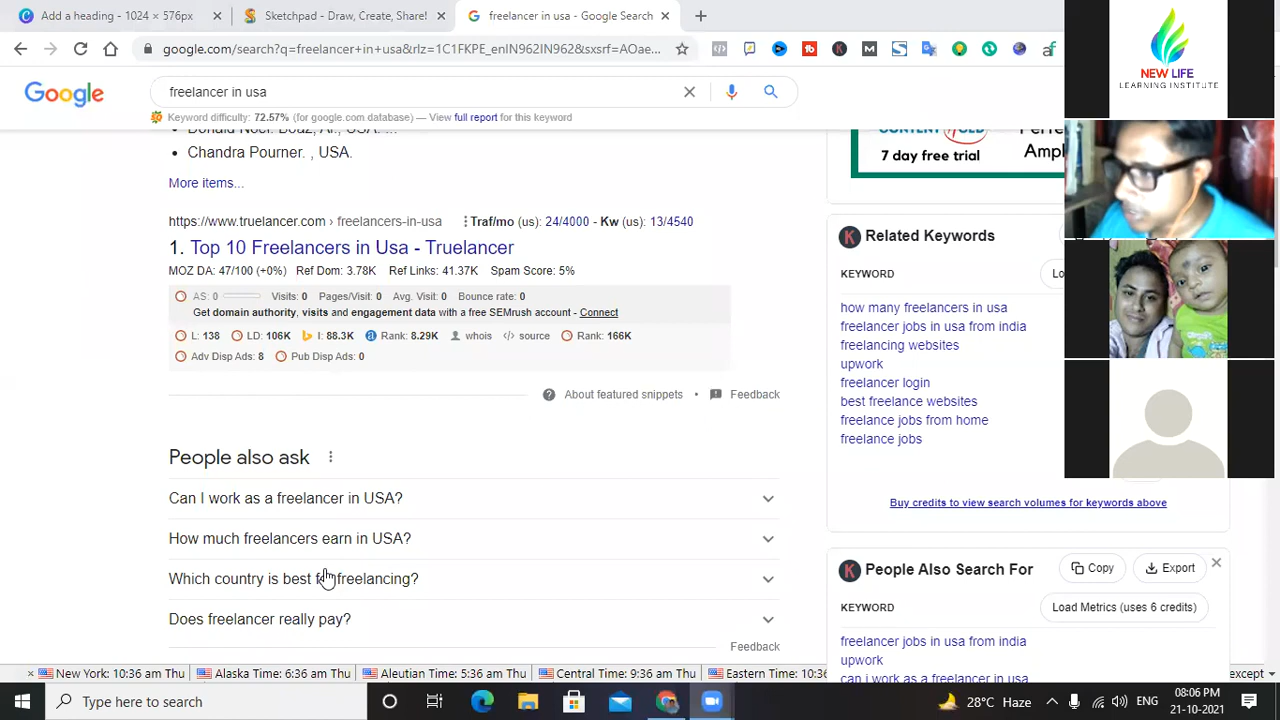 Add a heading - 1024 × 576px
Sketchpad - Draw, Create, Share!
freelancer in usa - Google Search
google.com/search?q=freelancer+in+usa&rlz=1C1FKPE_enIN962IN962&sxsrf=AOae...
Google
freelancer in usa
Keyword difficulty: 72.57% (for google.com database) — View full report for this keyword
Chandra Pourner. , USA.
More items...
https://www.truelancer.com › freelancers-in-usa
Traf/mo (us): 24/4000 - Kw (us): 13/4540
1. Top 10 Freelancers in Usa - Truelancer
MOZ DA: 47/100 (+0%) Ref Dom: 3.78K Ref Links: 41.37K Spam Score: 5%
AS: 0 Visits: 0 Pages/Visit: 0 Avg. Visit: 0 Bounce rate: 0
Get domain authority, visits and engagement data with a free SEMrush account - Connect
L: 138 LD: 106K I: 88.3K Rank: 8.29K whois source Rank: 166K
Adv Disp Ads: 8 Pub Disp Ads: 0
About featured snippets • Feedback
People also ask
Can I work as a freelancer in USA?
How much freelancers earn in USA?
Which country is best for freelancing?
Does freelancer really pay?
Feedback
7 day free trial
Related Keywords
KEYWORD
how many freelancers in usa
freelancer jobs in usa from india
freelancing websites
upwork
freelancer login
best freelance websites
freelance jobs from home
freelance jobs
Buy credits to view search volumes for keywords above
People Also Search For
Copy
Export
KEYWORD
Load Metrics (uses 6 credits)
freelancer jobs in usa from india
upwork
can i work as a freelancer in usa
NEW LIFE
LEARNING INSTITUTE
New York: 10:36 am Thu
Alaska Time: 6:36 am Thu
Aleutian Time: 5:36 am Thu
Central Time: 9:36 am Thu
Eastern Time: 10:36
except
Type here to search
28°C Haze
ENG
08:06 PM
21-10-2021